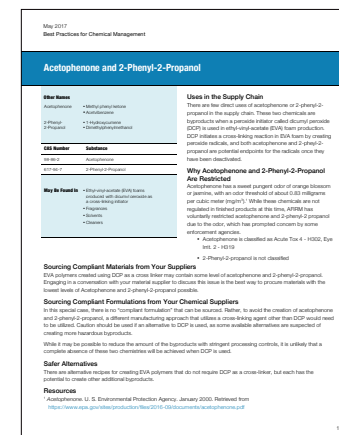 May 2017
Best Practices for Chemical Management
Acetophenone and 2-Phenyl-2-Propanol
Other Names
Acetophenone
• Methyl phenyl ketone
• Acetylbenzene
2-Phenyl-
2-Propanol
• 1-Hydroxycumene
• Dimethylphenylmethanol
CAS Number Substance
98-86-2 Acetophenone
617-94-7 2-Phenyl-2-Propanol
May Be Found In
• Ethyl-vinyl-acetate (EVA) foams
produced with dicumyl peroxide as
a cross-linking initiator
• Fragrances
• Solvents
• Cleaners
Uses in the Supply Chain
There are few direct uses of acetophenone or 2-phenyl-2-
propanol in the supply chain. These two chemicals are
byproducts when a peroxide initiator called dicumyl peroxide
(DCP) is used in ethyl-vinyl-acetate (EVA) foam production.
DCP initiates a cross-linking reaction in EVA foam by creating
peroxide radicals, and both acetophenone and 2-pheyl-2-
propanol are potential endpoints for the radicals once they
have been deactivated.
Why Acetophenone and 2-Phenyl-2-Propanol
Are Restricted
Acetophenone has a sweet pungent odor of orange blossom
or jasmine, with an odor threshold of about 0.83 milligrams
per cubic meter (mg/m³).¹ While these chemicals are not
regulated in finished products at this time, AFIRM has
voluntarily restricted acetophenone and 2-phenyl-2 propanol
due to the odor, which has prompted concern by some
enforcement agencies.
• Acetophenone is classified as Acute Tox 4 - H302, Eye
Irrit. 2 - H319
• 2-Phenyl-2-propanol is not classified
Sourcing Compliant Materials from Your Suppliers
EVA polymers created using DCP as a cross linker may contain some level of acetophenone and 2-phenyl-2-propanol.
Engaging in a conversation with your material supplier to discuss this issue is the best way to procure materials with the
lowest levels of Acetophenone and 2-phenyl-2-propanol possible.
Sourcing Compliant Formulations from Your Chemical Suppliers
In this special case, there is no “compliant formulation” that can be sourced. Rather, to avoid the creation of acetophenone
and 2-phenyl-2-propanol, a different manufacturing approach that utilizes a cross-linking agent other than DCP would need
to be utilized. Caution should be used if an alternative to DCP is used, as some available alternatives are suspected of
creating more hazardous byproducts.
While it may be possible to reduce the amount of the byproducts with stringent processing controls, it is unlikely that a
complete absence of these two chemistries will be achieved when DCP is used.
Safer Alternatives
There are alternative recipes for creating EVA polymers that do not require DCP as a cross-linker, but each has the
potential to create other additional byproducts.
Resources
¹ Acetophenone. U. S. Environmental Protection Agency. January 2000. Retrieved from
https://www.epa.gov/sites/production/files/2016-09/documents/acetophenone.pdf
1